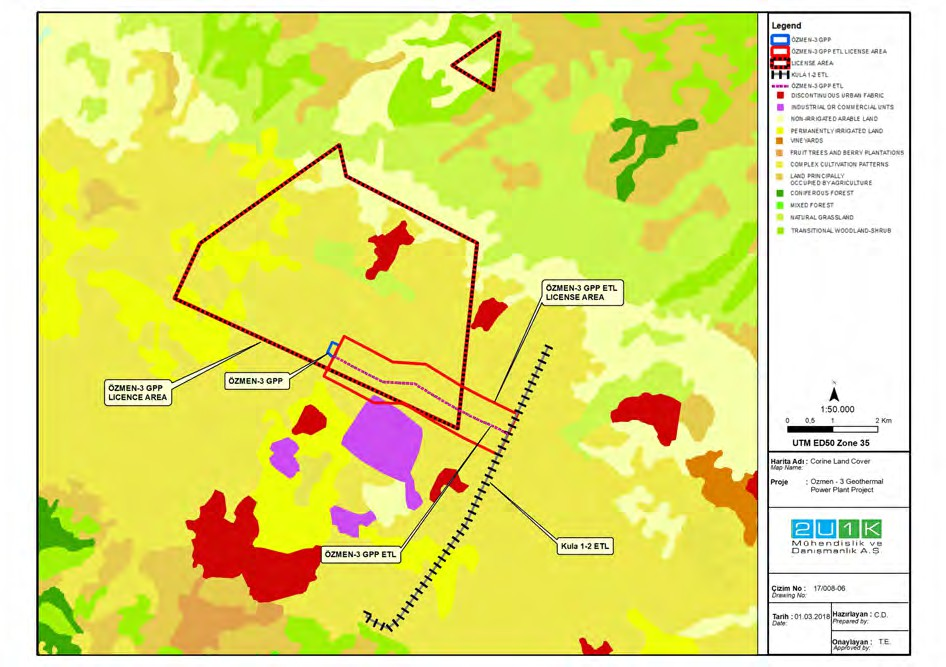 Legend
ÖZMEN-3 GPP
ÖZMEN-3 GPP ETL LICENSE AREA
LICENSE AREA
KULA 1-2 ETL
ÖZMEN-3 GPP ETL
DISCONTINUOUS URBAN FABRIC
INDUSTRIAL OR COMMERCIAL UNTS
NON-IRRIGATED ARABLE LAND
PERMANENTLY IRRIGATED LAND
VINEYARDS
FRUIT TREES AND BERRY PLANTATIONS
COMPLEX CULTIVATION PATTERNS
LAND PRINCIPALLY
OCCUPIED BY AGRICULTURE
CONIFEROUS FOREST
MIXED FOREST
NATURAL GRASSLAND
TRANSITIONAL WOODLAND-SHRUB
ÖZMEN-3 GPP ETL
LICENSE AREA
ÖZMEN-3 GPP
ÖZMEN-3 GPP
LICENCE AREA
ÖZMEN-3 GPP ETL
Kula 1-2 ETL
N
1:50.000
0 0,5 1 2 Km
UTM ED50 Zone 35
Harita Adı : Corine Land Cover
Map Name:
Proje : Ozmen - 3 Geothermal
Power Plant Project
2U1K
Mühendislik ve
Danışmanlık A.Ş
Çizim No : 17/008-06
Drawing No:
Tarih : 01.03.2018
Date:
Hazırlayan : C.D.
Prepared by:
Onaylayan : T.E.
Approved by: